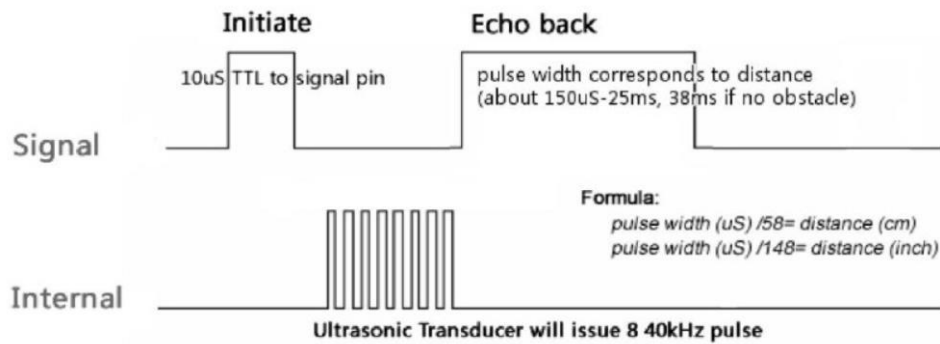 Initiate
Echo back
10uS TTL to signal pin
pulse width corresponds to distance
(about 150uS-25ms, 38ms if no obstacle)
Signal
Formula:
pulse width (uS) /58= distance (cm)
pulse width (uS) /148= distance (inch)
Internal
Ultrasonic Transducer will issue 8 40kHz pulse